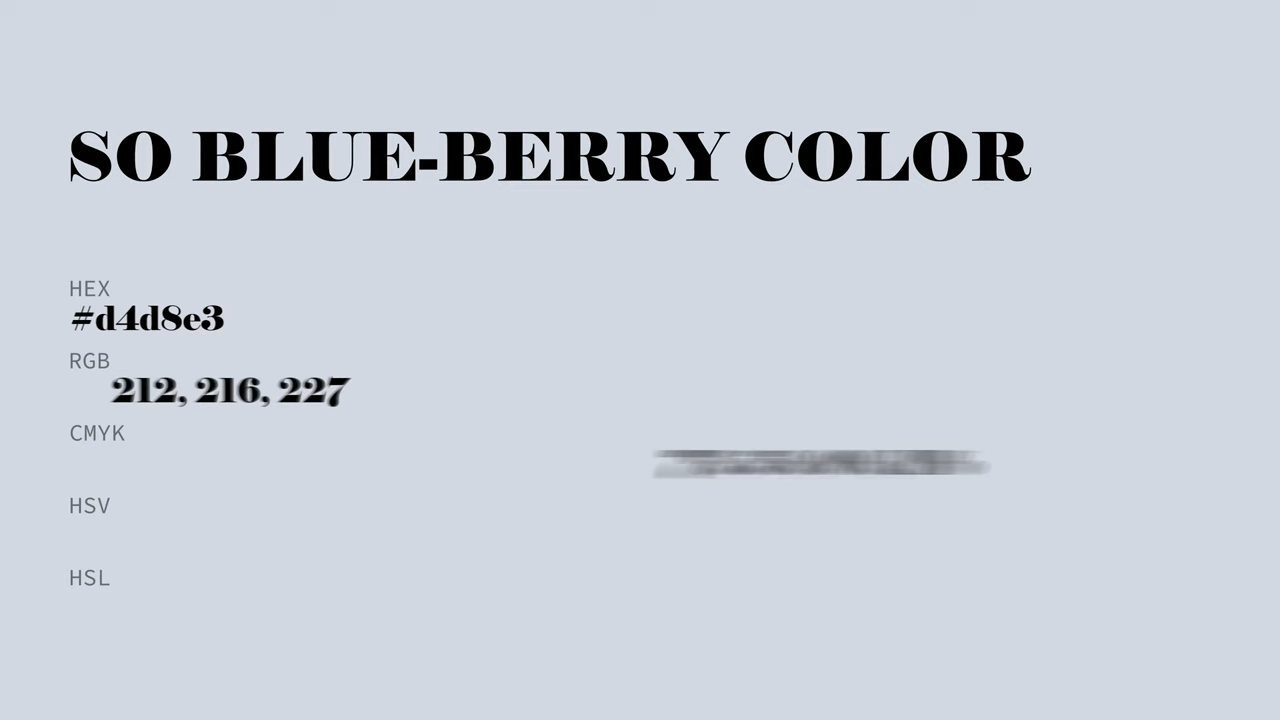 SO BLUE-BERRY COLOR
HEX
#d4d8e3
RGB
212, 216, 227
CMYK
HSV
HSL